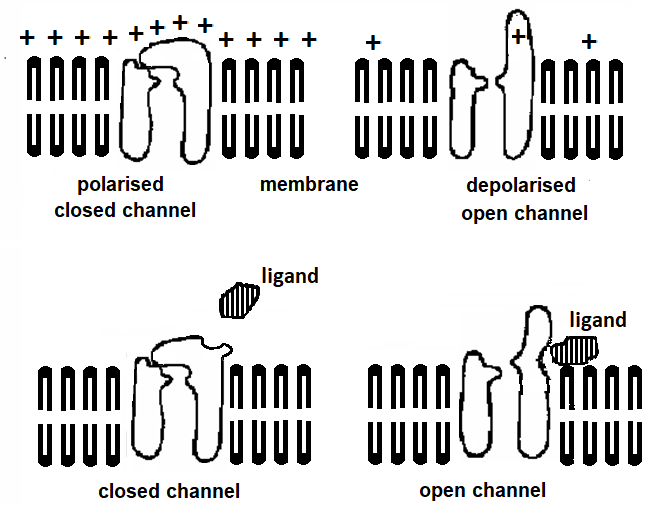 + + + + + + + + + + + +
+ + +
polarised
closed channel
membrane
depolarised
open channel
ligand
ligand
closed channel
open channel